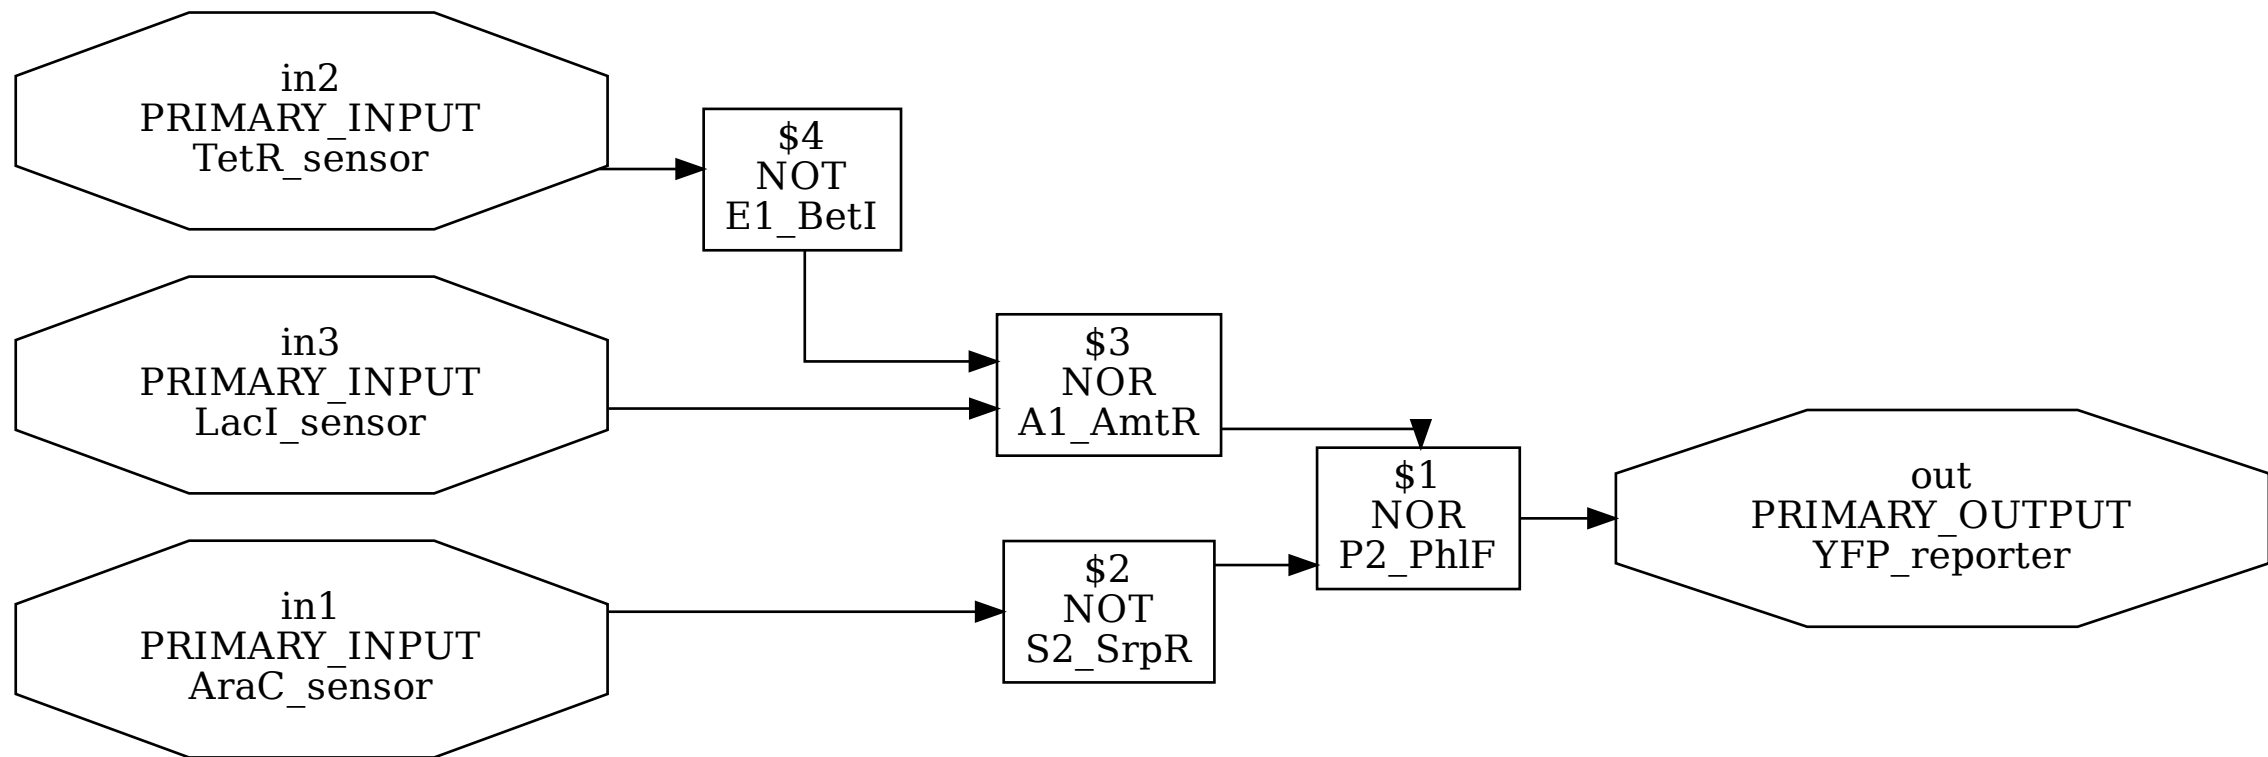 in2
PRIMARY_INPUT
TetR_sensor
$4
NOT
E1_BetI
in3
PRIMARY_INPUT
LacI_sensor
$3
NOR
A1_AmtR
in1
PRIMARY_INPUT
AraC_sensor
$2
NOT
S2_SrpR
$1
NOR
P2_PhlF
out
PRIMARY_OUTPUT
YFP_reporter